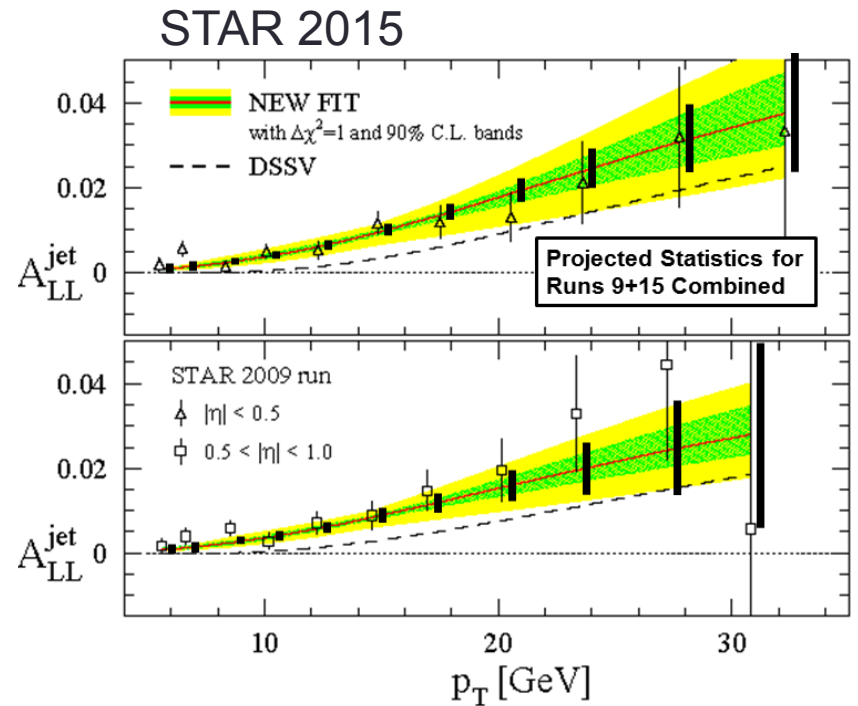 STAR 2015
NEW FIT
with Δχ²=1 and 90% C.L. bands
DSSV
0.04
0.02
0
A_LL^jet
Projected Statistics for
Runs 9+15 Combined
STAR 2009 run
|η| < 0.5
0.5 < |η| < 1.0
0.04
0.02
0
A_LL^jet
10 20 30
p_T [GeV]